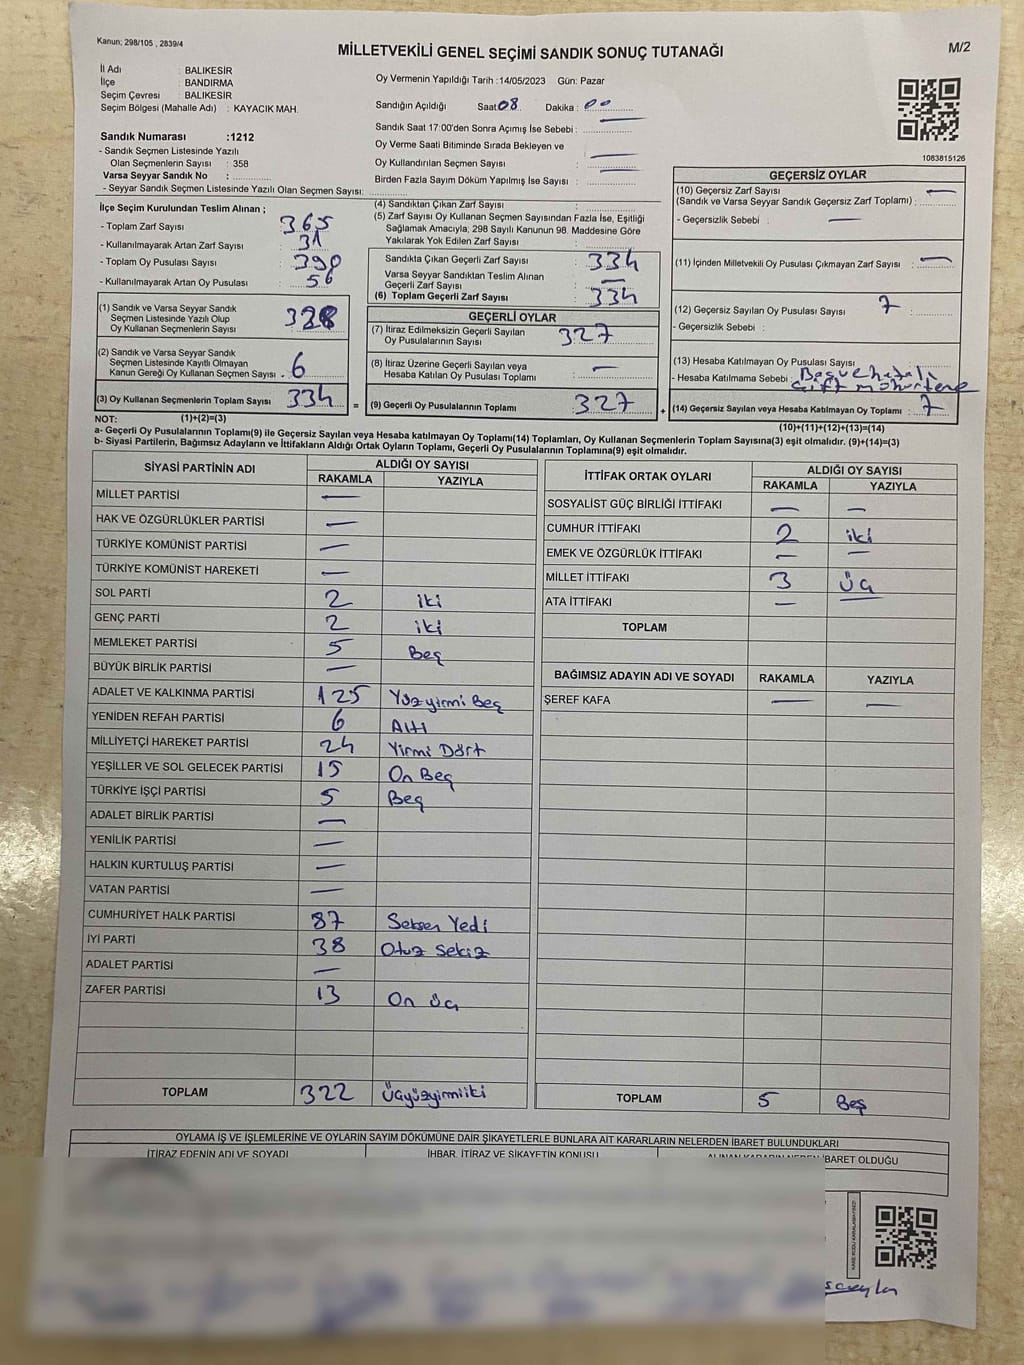 Kanun: 298/105 , 2839/4
MİLLETVEKİLİ GENEL SEÇİMİ SANDIK SONUÇ TUTANAĞI
M/2
İl Adı : BALIKESİR
İlçe : BANDIRMA
Seçim Çevresi : BALIKESİR
Seçim Bölgesi (Mahalle Adı) : KAYACIK MAH.
Sandık Numarası :1212
- Sandık Seçmen Listesinde Yazılı
Olan Seçmenlerin Sayısı : 358
Varsa Seyyar Sandık No :
- Seyyar Sandık Seçmen Listesinde Yazılı Olan Seçmen Sayısı:
Oy Vermenin Yapıldığı Tarih :14/05/2023 Gün: Pazar
Sandığın Açıldığı Saat 08 Dakika : 00
Sandık Saat 17:00'den Sonra Açımış İse Sebebi : —
Oy Verme Saati Bitiminde Sırada Bekleyen ve
Oy Kullandırılan Seçmen Sayısı : —
Birden Fazla Sayım Döküm Yapılmış İse Sayısı : —
1083815126
İlçe Seçim Kurulundan Teslim Alınan ;
- Toplam Zarf Sayısı : 365
- Kullanılmayarak Artan Zarf Sayısı : 31
- Toplam Oy Pusulası Sayısı : 390
- Kullanılmayarak Artan Oy Pusulası : 56
(1) Sandık ve Varsa Seyyar Sandık
Seçmen Listesinde Yazılı Olup
Oy Kullanan Seçmenlerin Sayısı 328
(2) Sandık ve Varsa Seyyar Sandık
Seçmen Listesinde Kayıtlı Olmayan
Kanun Gereği Oy Kullanan Seçmen Sayısı 6
(3) Oy Kullanan Seçmenlerin Toplam Sayısı 334 =
(4) Sandıktan Çıkan Zarf Sayısı :
(5) Zarf Sayısı Oy Kullanan Seçmen Sayısından Fazla İse, Eşitliği
Sağlamak Amacıyla, 298 Sayılı Kanunun 98. Maddesine Göre
Yakılarak Yok Edilen Zarf Sayısı :
Sandıkta Çıkan Geçerli Zarf Sayısı : 334
Varsa Seyyar Sandıktan Teslim Alınan
Geçerli Zarf Sayısı : —
(6) Toplam Geçerli Zarf Sayısı : 334
GEÇERLİ OYLAR
(7) İtiraz Edilmeksizin Geçerli Sayılan
Oy Pusulalarının Sayısı : 327
(8) İtiraz Üzerine Geçerli Sayılan veya
Hesaba Katılan Oy Pusulası Toplamı : —
(9) Geçerli Oy Pusulalarının Toplamı : 327 +
GEÇERSİZ OYLAR
(10) Geçersiz Zarf Sayısı —
(Sandık ve Varsa Seyyar Sandık Geçersiz Zarf Toplamı) :
- Geçersizlik Sebebi : —
(11) İçinden Milletvekili Oy Pusulası Çıkmayan Zarf Sayısı : —
(12) Geçersiz Sayılan Oy Pusulası Sayısı : 7
- Geçersizlik Sebebi :
(13) Hesaba Katılmayan Oy Pusulası Sayısı :
- Hesaba Katılmama Sebebi : Boş ve hatalı
çift mühürleme
(14) Geçersiz Sayılan veya Hesaba Katılmayan Oy Toplamı : 7
NOT: (1)+(2)=(3)
(10)+(11)+(12)+(13)=(14)
a- Geçerli Oy Pusulalarının Toplamı(9) ile Geçersiz Sayılan veya Hesaba katılmayan Oy Toplamı(14) Toplamları, Oy Kullanan Seçmenlerin Toplam Sayısına(3) eşit olmalıdır. (9)+(14)=(3)
b- Siyasi Partilerin, Bağımsız Adayların ve İttifakların Aldığı Ortak Oyların Toplamı, Geçerli Oy Pusulalarının Toplamına(9) eşit olmalıdır.
SİYASİ PARTİNİN ADI ALDIĞI OY SAYISI
RAKAMLA YAZIYLA
MİLLET PARTİSİ —
HAK VE ÖZGÜRLÜKLER PARTİSİ —
TÜRKİYE KOMÜNİST PARTİSİ —
TÜRKİYE KOMÜNİST HAREKETİ —
SOL PARTİ 2 iki
GENÇ PARTİ 2 iki
MEMLEKET PARTİSİ 5 Beş
BÜYÜK BİRLİK PARTİSİ —
ADALET VE KALKINMA PARTİSİ 125 Yüzyirmi Beş
YENİDEN REFAH PARTİSİ 6 Altı
MİLLİYETÇİ HAREKET PARTİSİ 24 Yirmi Dört
YEŞİLLER VE SOL GELECEK PARTİSİ 15 On Beş
TÜRKİYE İŞÇİ PARTİSİ 5 Beş
ADALET BİRLİK PARTİSİ —
YENİLİK PARTİSİ —
HALKIN KURTULUŞ PARTİSİ —
VATAN PARTİSİ —
CUMHURİYET HALK PARTİSİ 87 Seksen Yedi
İYİ PARTİ 38 Otuz Sekiz
ADALET PARTİSİ —
ZAFER PARTİSİ 13 On üç
TOPLAM 322 Üçyüzyirmiiki
İTTİFAK ORTAK OYLARI ALDIĞI OY SAYISI
RAKAMLA YAZIYLA
SOSYALİST GÜÇ BİRLİĞİ İTTİFAKI — —
CUMHUR İTTİFAKI 2 iki
EMEK VE ÖZGÜRLÜK İTTİFAKI — —
MİLLET İTTİFAKI 3 üç
ATA İTTİFAKI —
TOPLAM
BAĞIMSIZ ADAYIN ADI VE SOYADI RAKAMLA YAZIYLA
ŞEREF KAFA — —
TOPLAM 5 Beş
OYLAMA İŞ VE İŞLEMLERİNE VE OYLARIN SAYIM DÖKÜMÜNE DAİR ŞİKAYETLERLE BUNLARA AİT KARARLARIN NELERDEN İBARET BULUNDUKLARI
İTİRAZ EDENİN ADI VE SOYADI İHBAR, İTİRAZ VE ŞİKAYETİN KONUSU ALINAN KARARIN NEDEN İBARET OLDUĞU